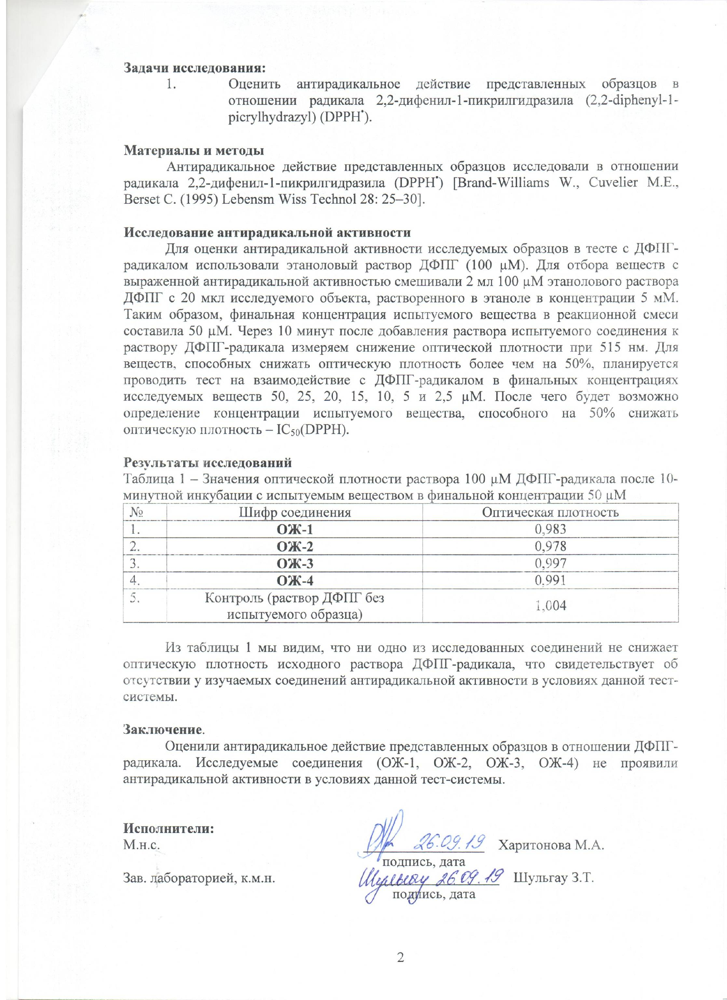 Задачи исследования:
1. Оценить антирадикальное действие представленных образцов в
отношении радикала 2,2-дифенил-1-пикрилгидразила (2,2-diphenyl-1-
picrylhydrazyl) (DPPH•).
Материалы и методы
Антирадикальное действие представленных образцов исследовали в отношении
радикала 2,2-дифенил-1-пикрилгидразила (DPPH•) [Brand-Williams W., Cuvelier M.E.,
Berset C. (1995) Lebensm Wiss Technol 28: 25–30].
Исследование антирадикальной активности
Для оценки антирадикальной активности исследуемых образцов в тесте с ДФПГ-
радикалом использовали этаноловый раствор ДФПГ (100 μM). Для отбора веществ с
выраженной антирадикальной активностью смешивали 2 мл 100 μM этанолового раствора
ДФПГ с 20 мкл исследуемого объекта, растворенного в этаноле в концентрации 5 мМ.
Таким образом, финальная концентрация испытуемого вещества в реакционной смеси
составила 50 μM. Через 10 минут после добавления раствора испытуемого соединения к
раствору ДФПГ-радикала измеряем снижение оптической плотности при 515 нм. Для
веществ, способных снижать оптическую плотность более чем на 50%, планируется
проводить тест на взаимодействие с ДФПГ-радикалом в финальных концентрациях
исследуемых веществ 50, 25, 20, 15, 10, 5 и 2,5 μM. После чего будет возможно
определение концентрации испытуемого вещества, способного на 50% снижать
оптическую плотность – IC50(DPPH).
Результаты исследований
Таблица 1 – Значения оптической плотности раствора 100 μM ДФПГ-радикала после 10-
минутной инкубации с испытуемым веществом в финальной концентрации 50 μM
№ Шифр соединения Оптическая плотность
1. ОЖ-1 0,983
2. ОЖ-2 0,978
3. ОЖ-3 0,997
4. ОЖ-4 0,991
5. Контроль (раствор ДФПГ без
испытуемого образца) 1,004
Из таблицы 1 мы видим, что ни одно из исследованных соединений не снижает
оптическую плотность исходного раствора ДФПГ-радикала, что свидетельствует об
отсутствии у изучаемых соединений антирадикальной активности в условиях данной тест-
системы.
Заключение.
Оценили антирадикальное действие представленных образцов в отношении ДФПГ-
радикала. Исследуемые соединения (ОЖ-1, ОЖ-2, ОЖ-3, ОЖ-4) не проявили
антирадикальной активности в условиях данной тест-системы.
Исполнители:
М.н.с. 26.09.19 Харитонова М.А.
подпись, дата
Зав. лабораторией, к.м.н. Шульгау 26.09.19 Шульгау З.Т.
подпись, дата
2